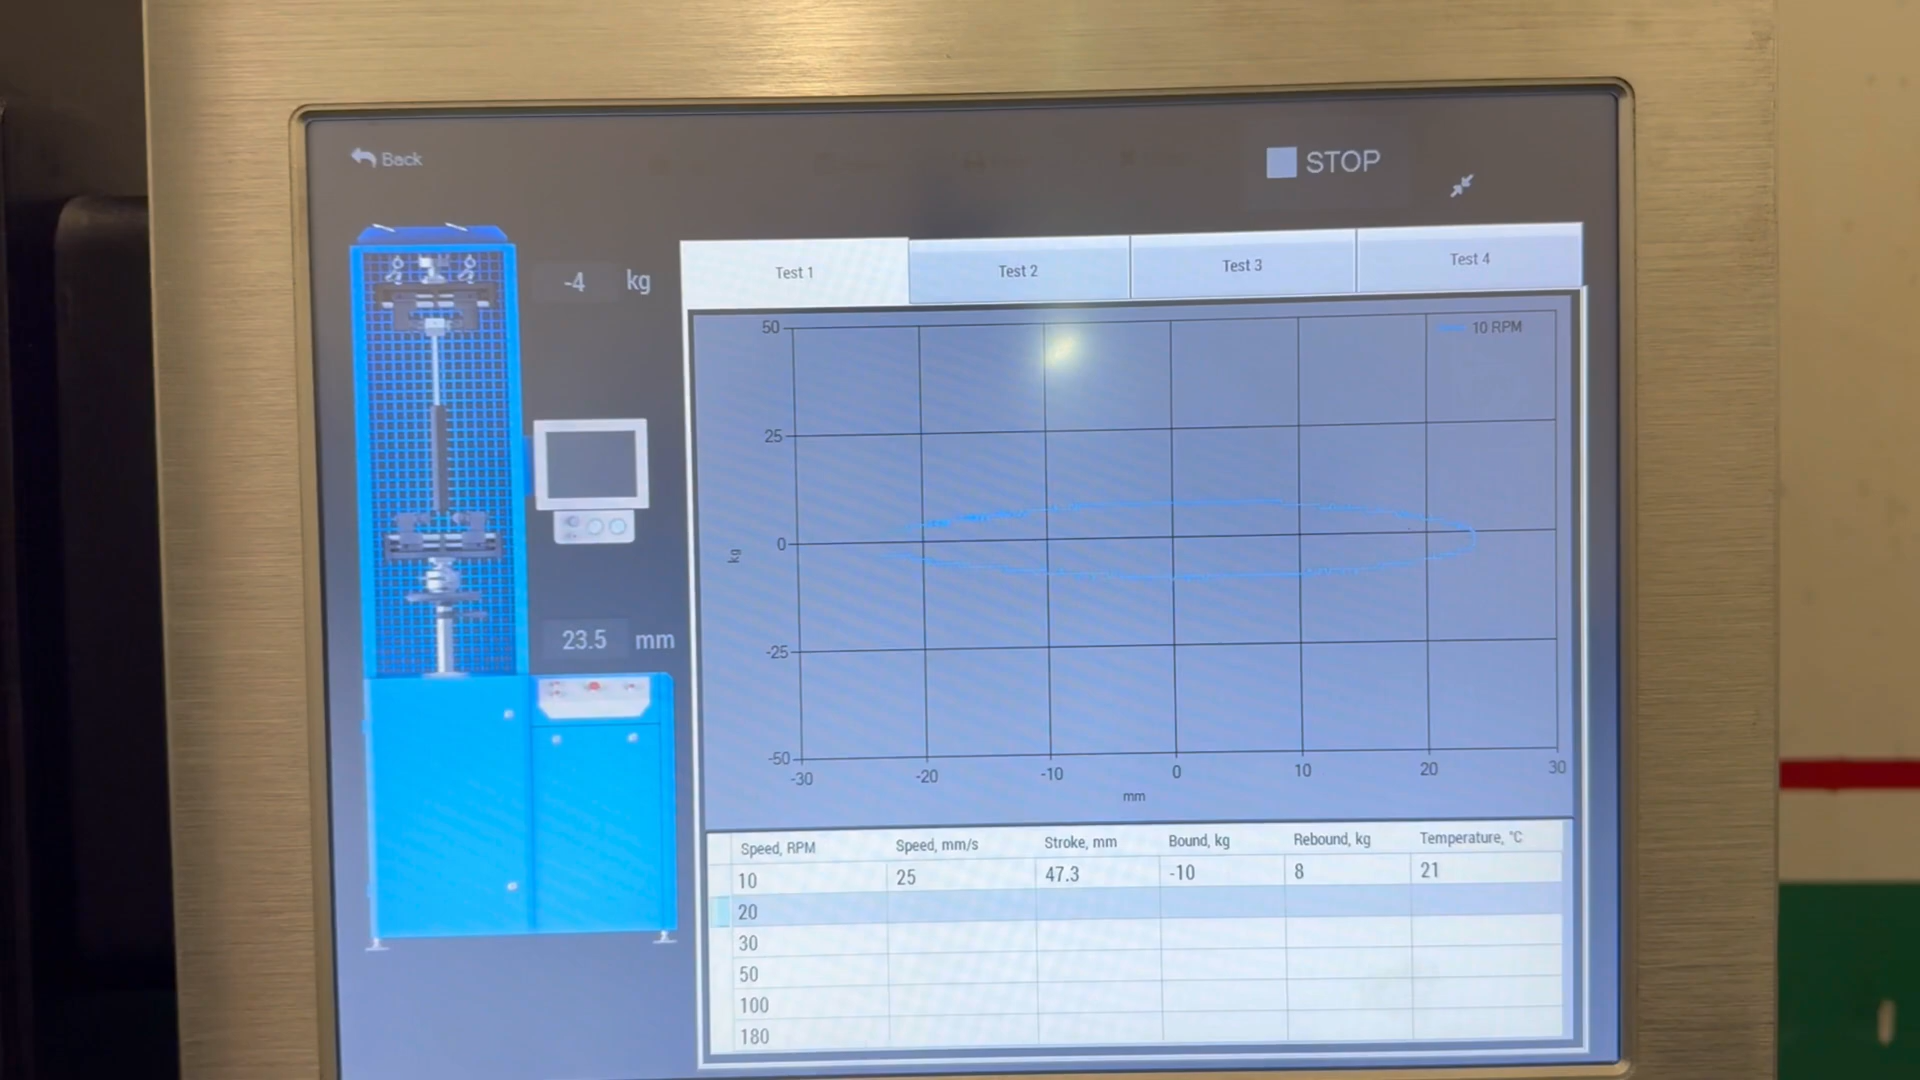 Back
STOP
-4 kg
Test 1 Test 2 Test 3 Test 4
50
10 RPM
25
0
kg
23.5 mm
-25
-50
-30 -20 -10 0 10 20 30
mm
Speed, RPM Speed, mm/s Stroke, mm Bound, kg Rebound, kg Temperature, °C
10 25 47.3 -10 8 21
20
30
50
100
180